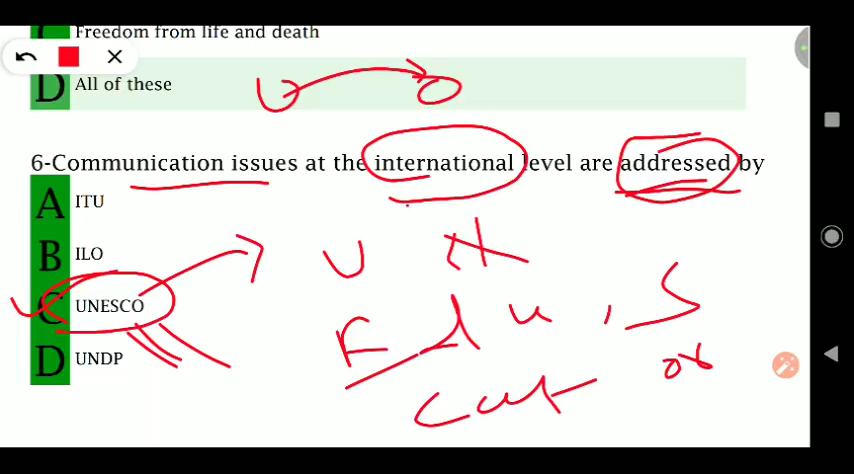 C Freedom from life and death
D All of these
6-Communication issues at the international level are addressed by
A ITU
B ILO
C UNESCO
D UNDP